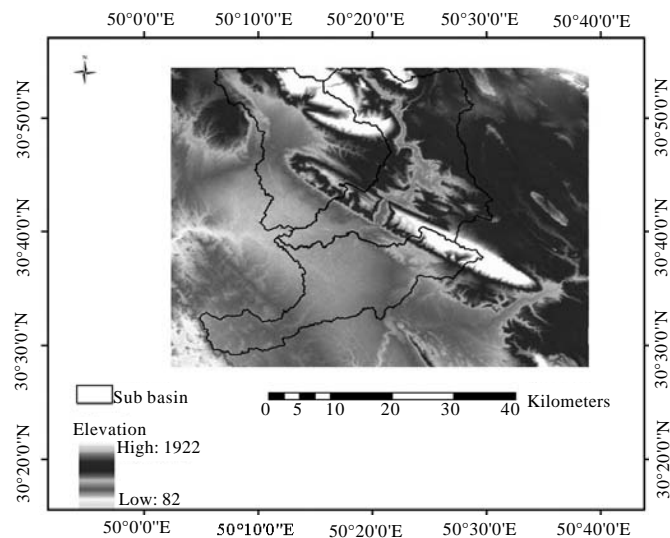 50°0'0"E 50°10'0"E 50°20'0"E 50°30'0"E 50°40'0"E
N
30°50'0"N 30°50'0"N
30°40'0"N 30°40'0"N
30°30'0"N 30°30'0"N
Sub basin
0 5 10 20 30 40 Kilometers
Elevation
High: 1922
30°20'0"N 30°20'0"N
Low: 82
50°0'0"E 50°10'0"E 50°20'0"E 50°30'0"E 50°40'0"E